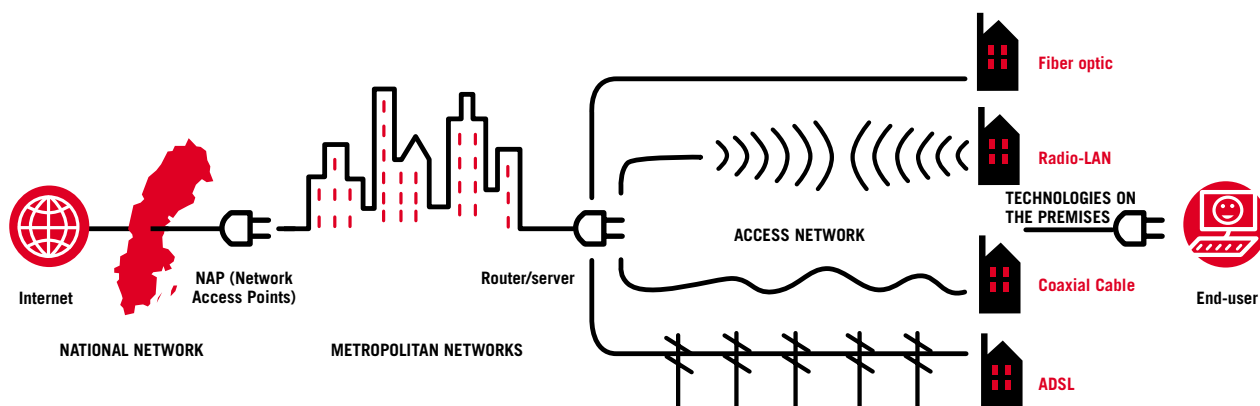 Internet
NAP (Network
Access Points)
NATIONAL NETWORK
METROPOLITAN NETWORKS
Router/server
ACCESS NETWORK
Fiber optic
Radio-LAN
TECHNOLOGIES ON
THE PREMISES
Coaxial Cable
ADSL
End-user